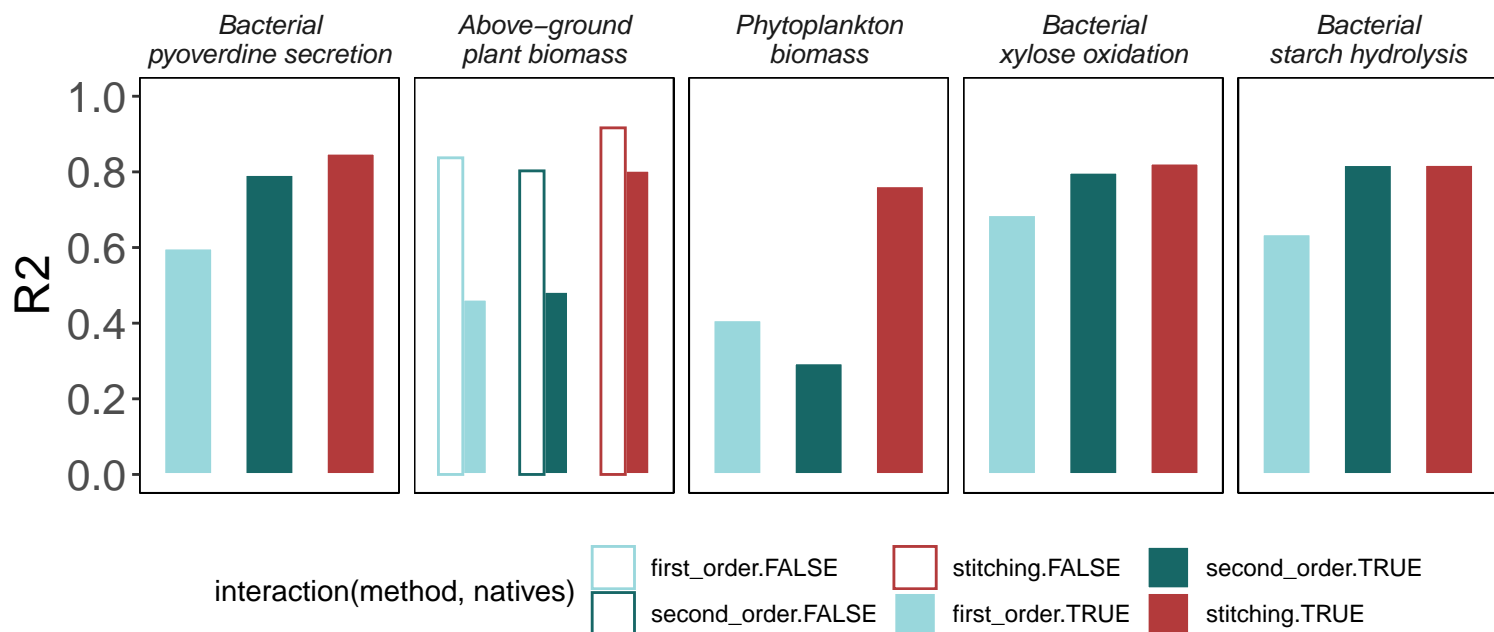 Bacterial
pyoverdine secretion
Above−ground
plant biomass
Phytoplankton
biomass
Bacterial
xylose oxidation
Bacterial
starch hydrolysis
R2
1.0
0.8
0.6
0.4
0.2
0.0
interaction(method, natives)
first_order.FALSE
second_order.FALSE
stitching.FALSE
first_order.TRUE
second_order.TRUE
stitching.TRUE